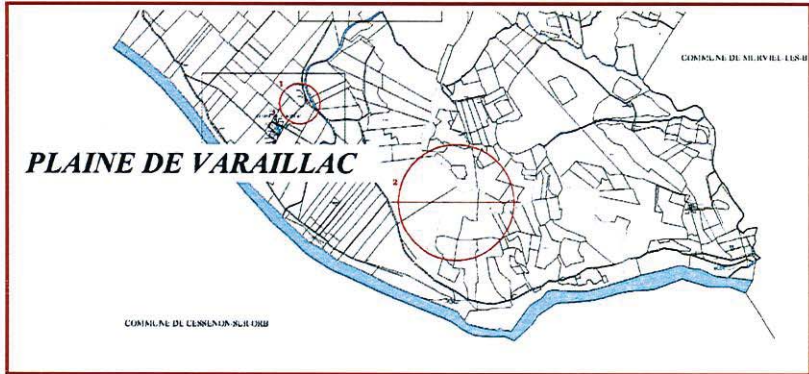 COMMUNE DE MURVIEL-LES-B
1
2
PLAINE DE VARAILLAC
COMMUNE DE CESSENON-SUR-ORB